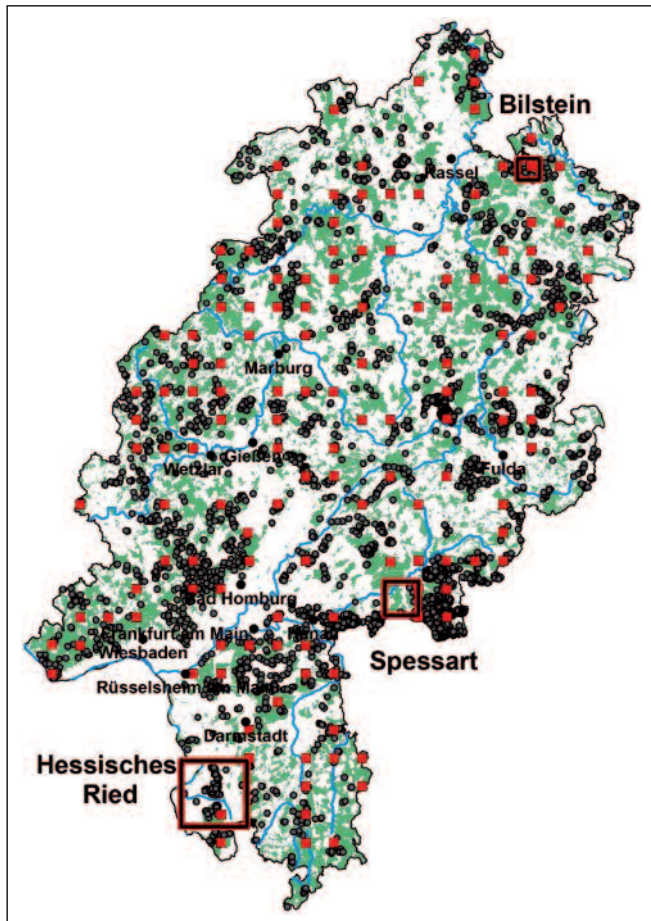 Bilstein
Kassel
Marburg
Gießen
Wetzlar
Fulda
Bad Homburg
Frankfurt am Main
Hanau
Wiesbaden
Spessart
Rüsselsheim am Main
Darmstadt
Hessisches
Ried